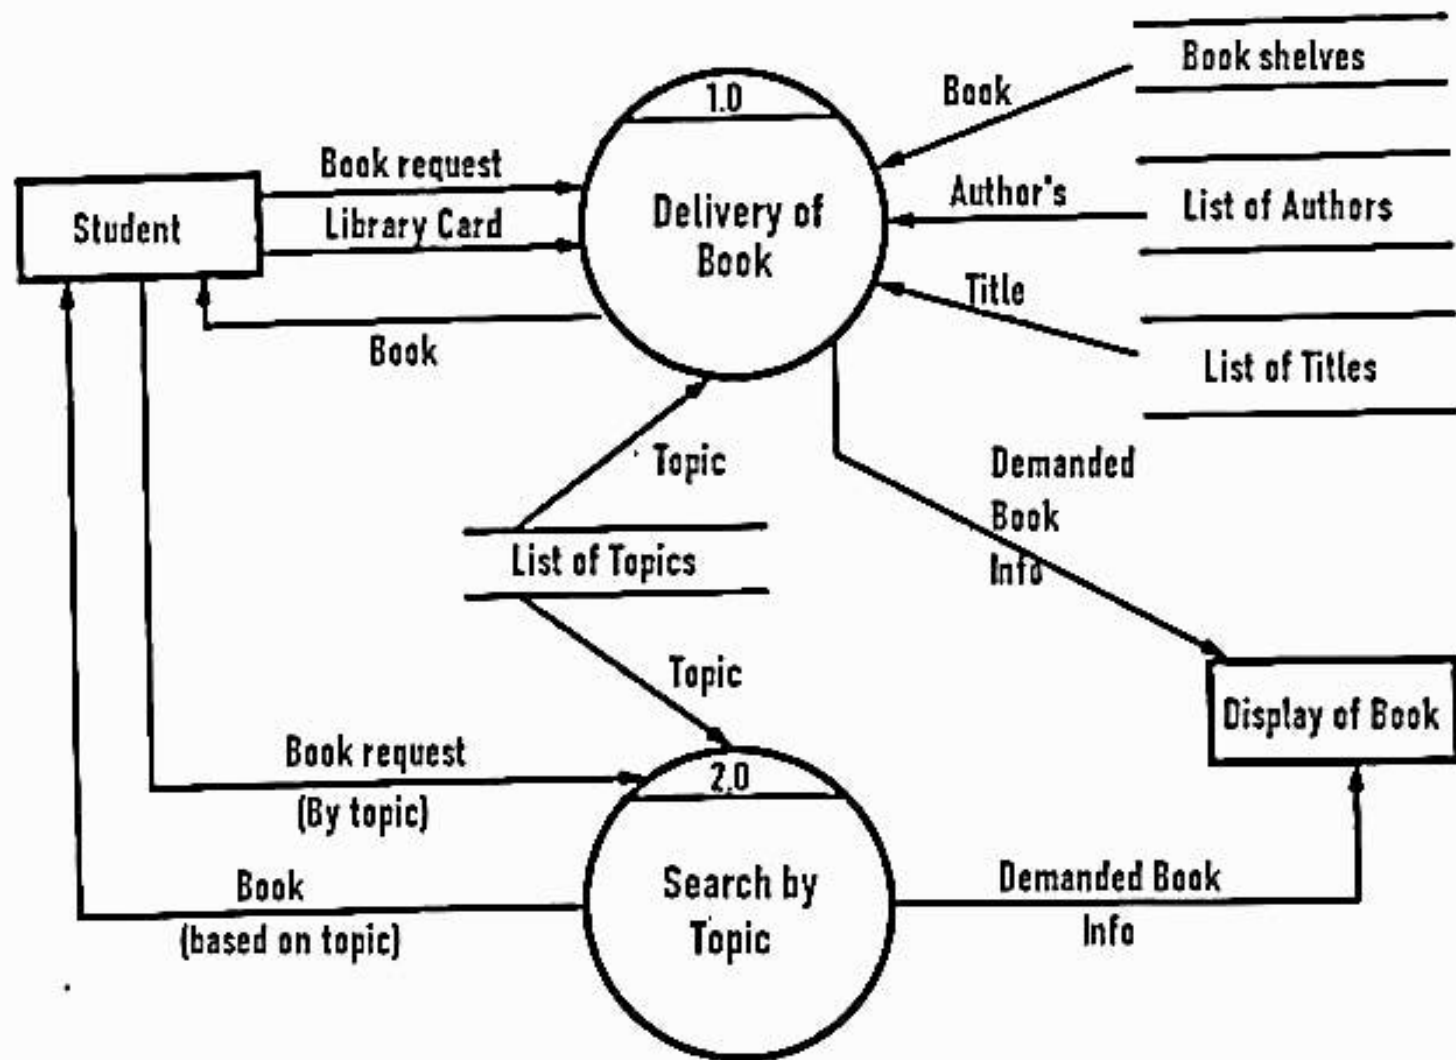 Book shelves
1.0
Book
Book request
Student
Library Card
Delivery of
Book
Author's
List of Authors
Title
Book
List of Titles
Topic
Demanded
Book
Info
List of Topics
Topic
Display of Book
Book request
(By topic)
2.0
Search by
Topic
Book
(based on topic)
Demanded Book
Info